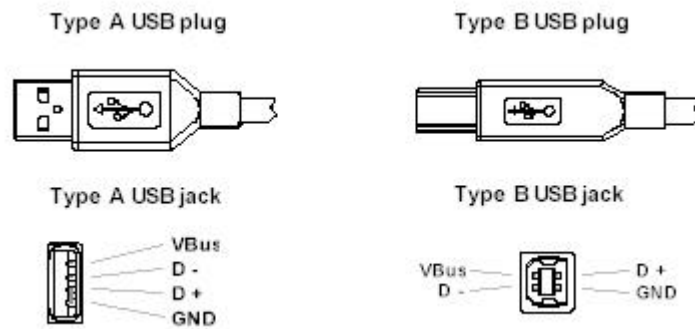 Type A USB plug
Type B USB plug
Type A USB jack
Type B USB jack
VBus
D -
D +
GND
VBus
D -
D +
GND